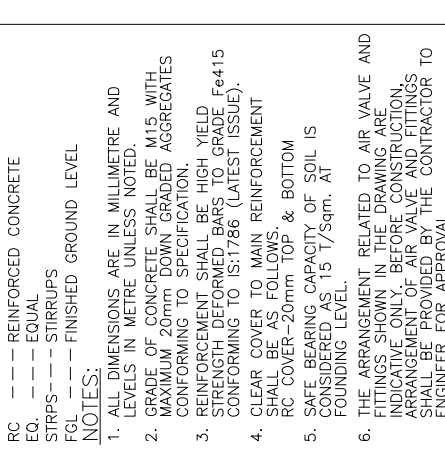 RC --- REINFORCED CONCRETE
EQ. --- EQUAL
STRPS--- STIRRUPS
FGL --- FINISHED GROUND LEVEL
NOTES:
1. ALL DIMENSIONS ARE IN MILLIMETRE AND
LEVELS IN METRE UNLESS NOTED.
2. GRADE OF CONCRETE SHALL BE M15 WITH
MAXIMUM 20mm DOWN GRADED AGGREGATES
CONFORMING TO SPECIFICATION.
3. REINFORCEMENT SHALL BE HIGH YIELD
STRENGTH DEFORMED BARS TO GRADE Fe415
CONFORMING TO IS:1786 (LATEST ISSUE).
4. CLEAR COVER TO MAIN REINFORCEMENT
SHALL BE AS FOLLOWS.
RC COVER-20mm TOP & BOTTOM
5. SAFE BEARING CAPACITY OF SOIL IS
CONSIDERED AS 15 T/Sqm. AT
FOUNDING LEVEL.
6. THE ARRANGEMENT RELATED TO AIR VALVE AND
FITTINGS SHOWN IN THE DRAWING ARE
INDICATIVE ONLY. BEFORE CONSTRUCTION,
ARRANGEMENT OF AIR VALVE AND FITTINGS
SHALL BE PROVIDED BY THE CONTRACTOR TO
ENGINEER FOR APPROVAL